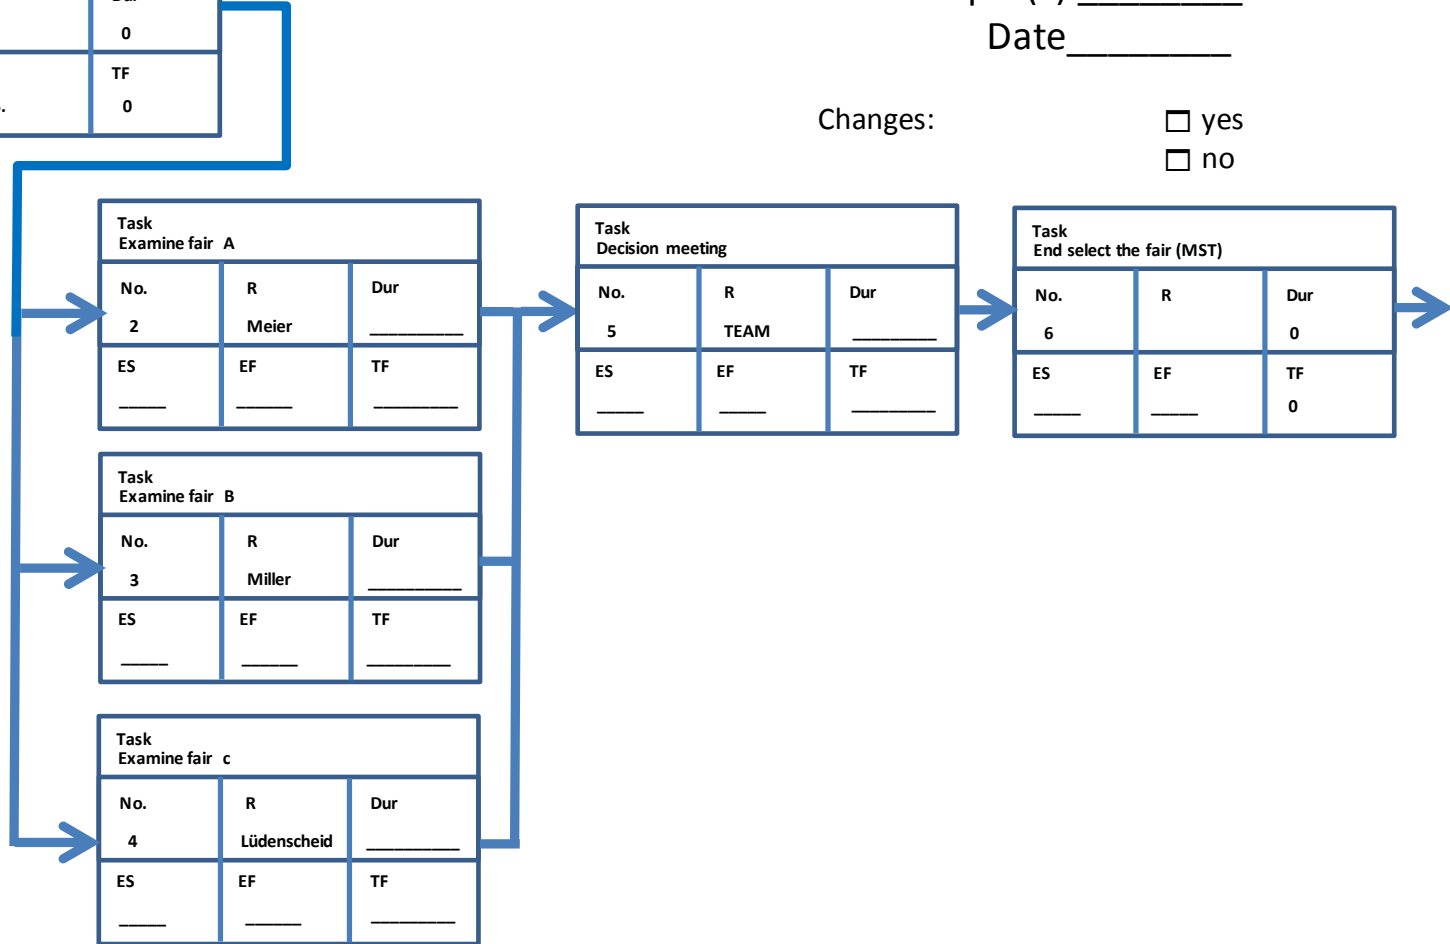 0
TF
0
Date________
Changes:
□ yes
□ no
Task
Examine fair A
No. R Dur
2 Meier __________
ES EF TF
_____ ______ _________
Task
Decision meeting
No. R Dur
5 TEAM _________
ES EF TF
_____ _____ _________
Task
End select the fair (MST)
No. R Dur
6 0
ES EF TF
_____ _____ 0
Task
Examine fair B
No. R Dur
3 Miller __________
ES EF TF
_____ ______ _________
Task
Examine fair c
No. R Dur
4 Lüdenscheid __________
ES EF TF
_____ ______ _________